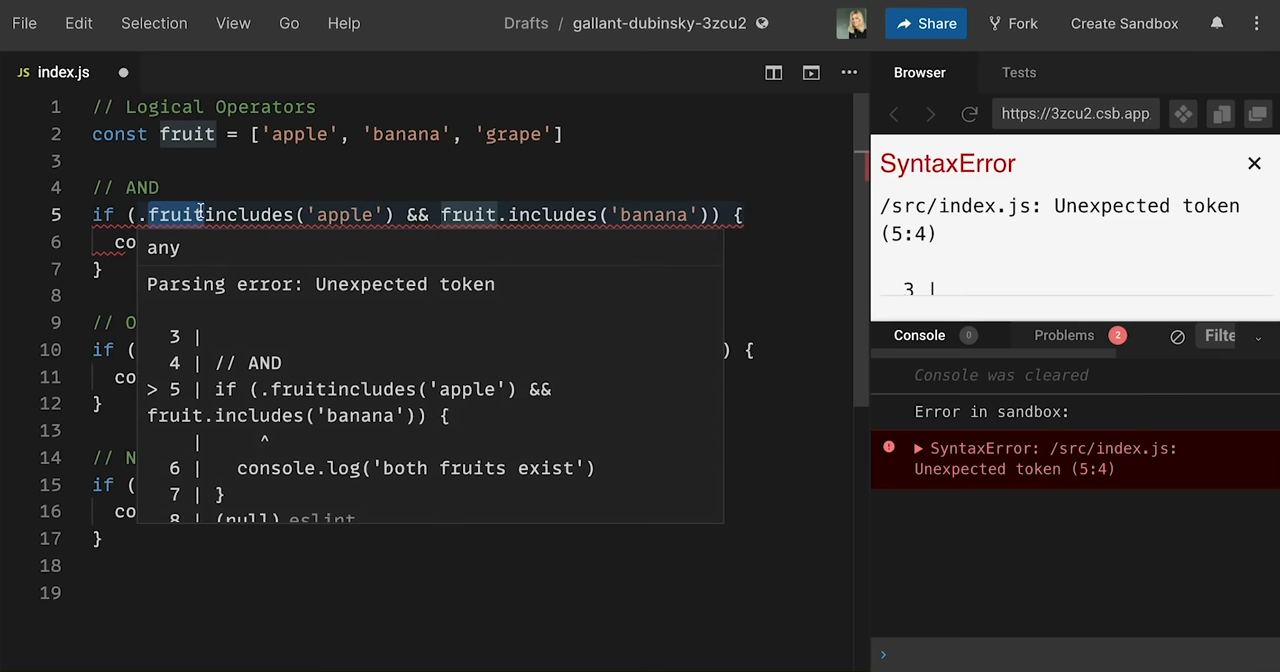 File Edit Selection View Go Help Drafts / gallant-dubinsky-3zcu2 Share Fork Create Sandbox
JS index.js Browser Tests
https://3zcu2.csb.app
1 // Logical Operators
2 const fruit = ['apple', 'banana', 'grape']
3
4 // AND
5 if (.fruitincludes('apple') && fruit.includes('banana')) {
6 co
7 }
8
9 // O
10 if ( ) {
11 co
12 }
13
14 // N
15 if (
16 co
17 }
18
19
any
Parsing error: Unexpected token
3 |
4 | // AND
> 5 | if (.fruitincludes('apple') &&
fruit.includes('banana')) {
| ^
6 | console.log('both fruits exist')
7 | }
8 | (null) eslint
SyntaxError ×
/src/index.js: Unexpected token
(5:4)
3 |
Console 0 Problems 2 Filte
Console was cleared
Error in sandbox:
▶ SyntaxError: /src/index.js:
Unexpected token (5:4)
›